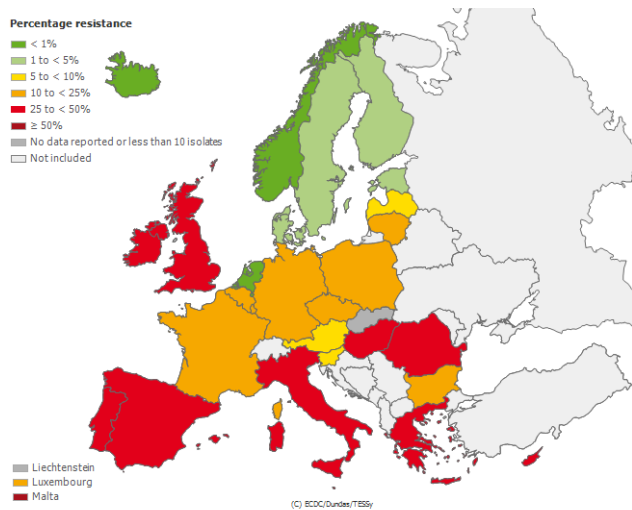 Percentage resistance
< 1%
1 to < 5%
5 to < 10%
10 to < 25%
25 to < 50%
≥ 50%
No data reported or less than 10 isolates
Not included
Liechtenstein
Luxembourg
Malta
(C) ECDC/Dundas/TESSy